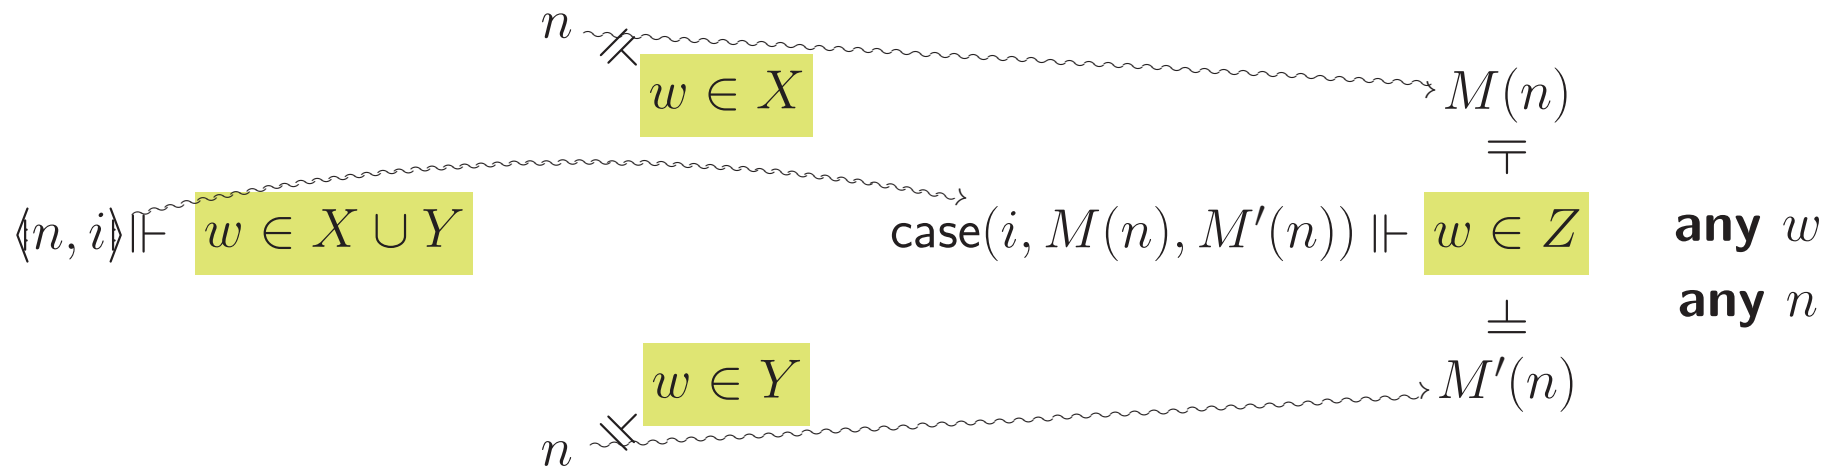 n
w ∈ X
M(n)
⊫
⟪n, i⟫ ⊩ w ∈ X ∪ Y
case(i, M(n), M′(n)) ⊩ w ∈ Z
any w
any n
w ∈ Y
M′(n)
n